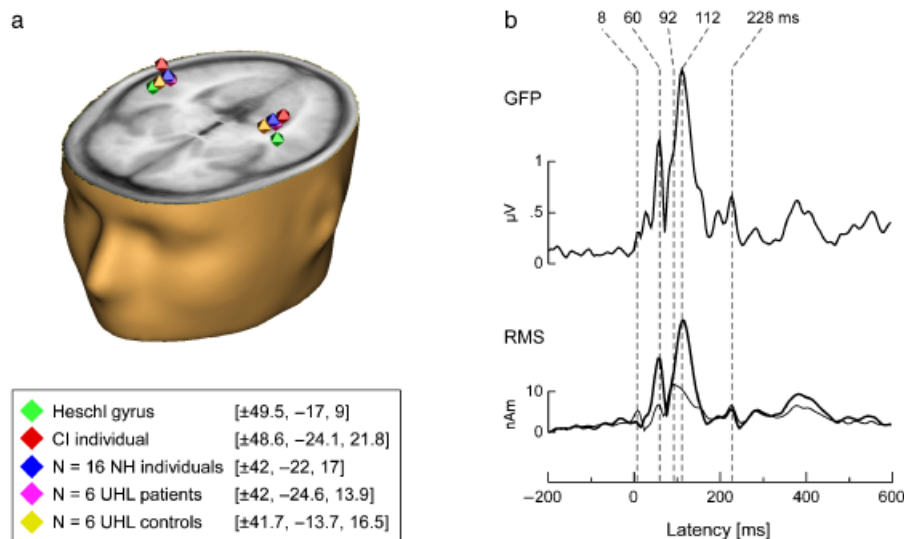 a
Heschl gyrus [±49.5, −17, 9]
CI individual [±48.6, −24.1, 21.8]
N = 16 NH individuals [±42, −22, 17]
N = 6 UHL patients [±42, −24.6, 13.9]
N = 6 UHL controls [±41.7, −13.7, 16.5]
b
8 60 92 112 228 ms
GFP
1
.5
0
µV
RMS
10
0
nAm
−200 0 200 400 600
Latency [ms]